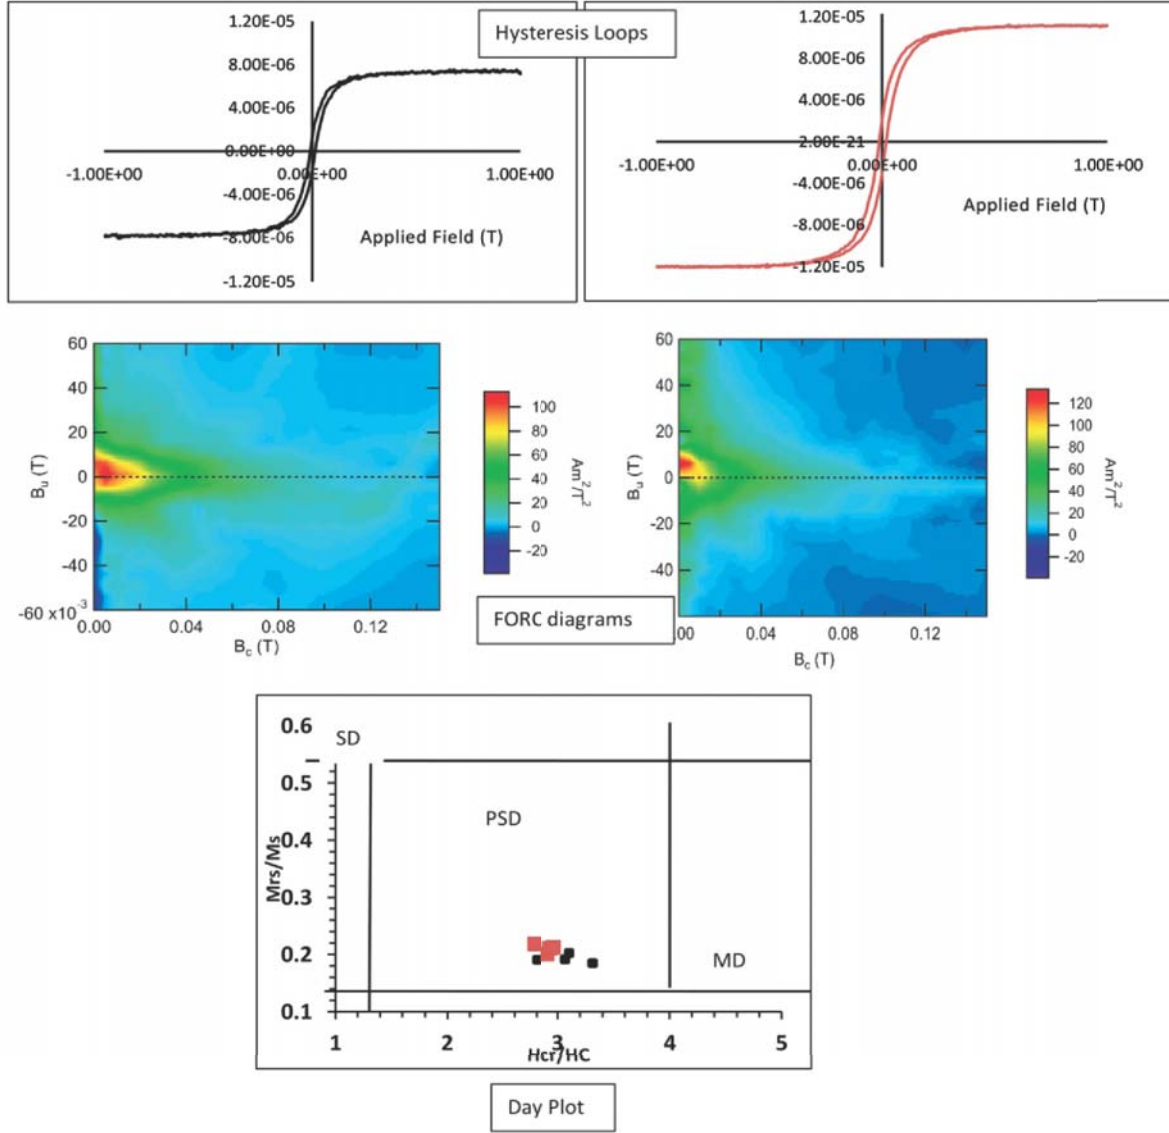 Hysteresis Loops
1.20E-05
8.00E-06
4.00E-06
0.00E+00
-1.00E+00
0.00E+00
1.00E+00
-4.00E-06
-8.00E-06
-1.20E-05
Applied Field (T)
1.20E-05
8.00E-06
4.00E-06
2.00E-21
-1.00E+00
0.00E+00
1.00E+00
-4.00E-06
-8.00E-06
-1.20E-05
Applied Field (T)
60
40
20
0
-20
-40
-60 x10-3
Bu (T)
0.00
0.04
0.08
0.12
Bc (T)
100
80
60
40
20
0
-20
Am2/T2
FORC diagrams
60
40
20
0
-20
-40
Bu (T)
.00
0.04
0.08
0.12
Bc (T)
120
100
80
60
40
20
0
-20
Am2/T2
0.6
0.5
0.4
0.3
0.2
0.1
Mrs/Ms
SD
PSD
MD
1
2
3
4
5
Hcr/HC
Day Plot